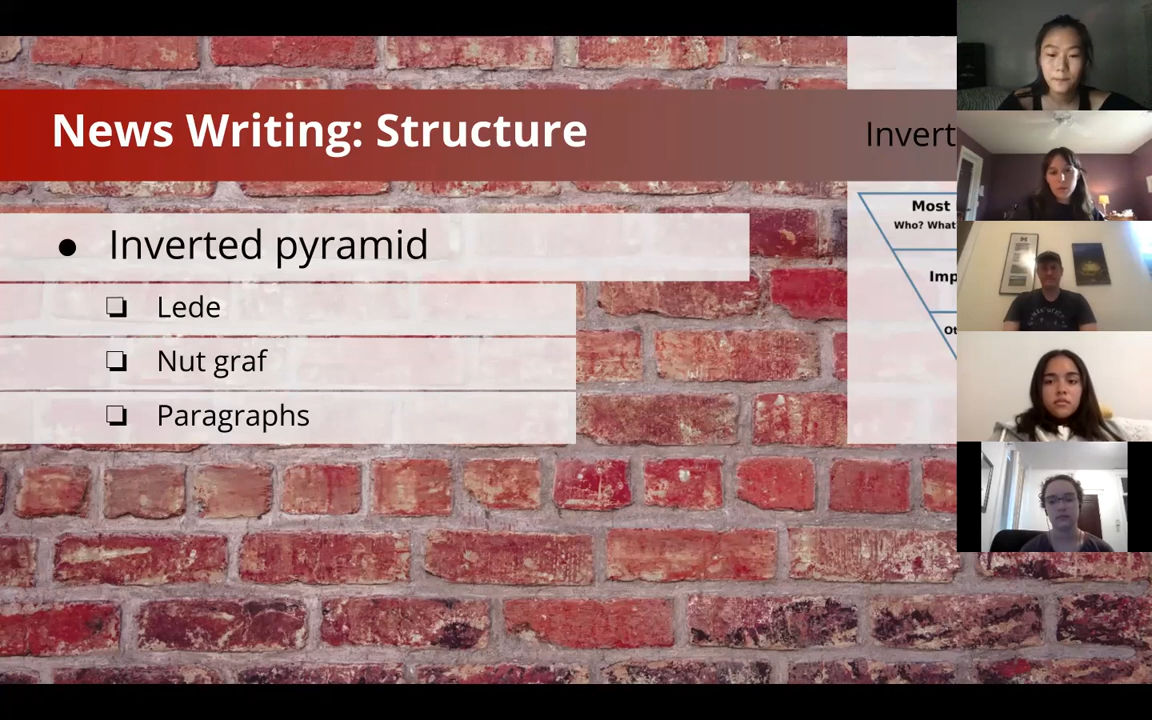 News Writing: Structure
Invert
● Inverted pyramid
❏ Lede
❏ Nut graf
❏ Paragraphs
Most
Who? What
Imp
Ot